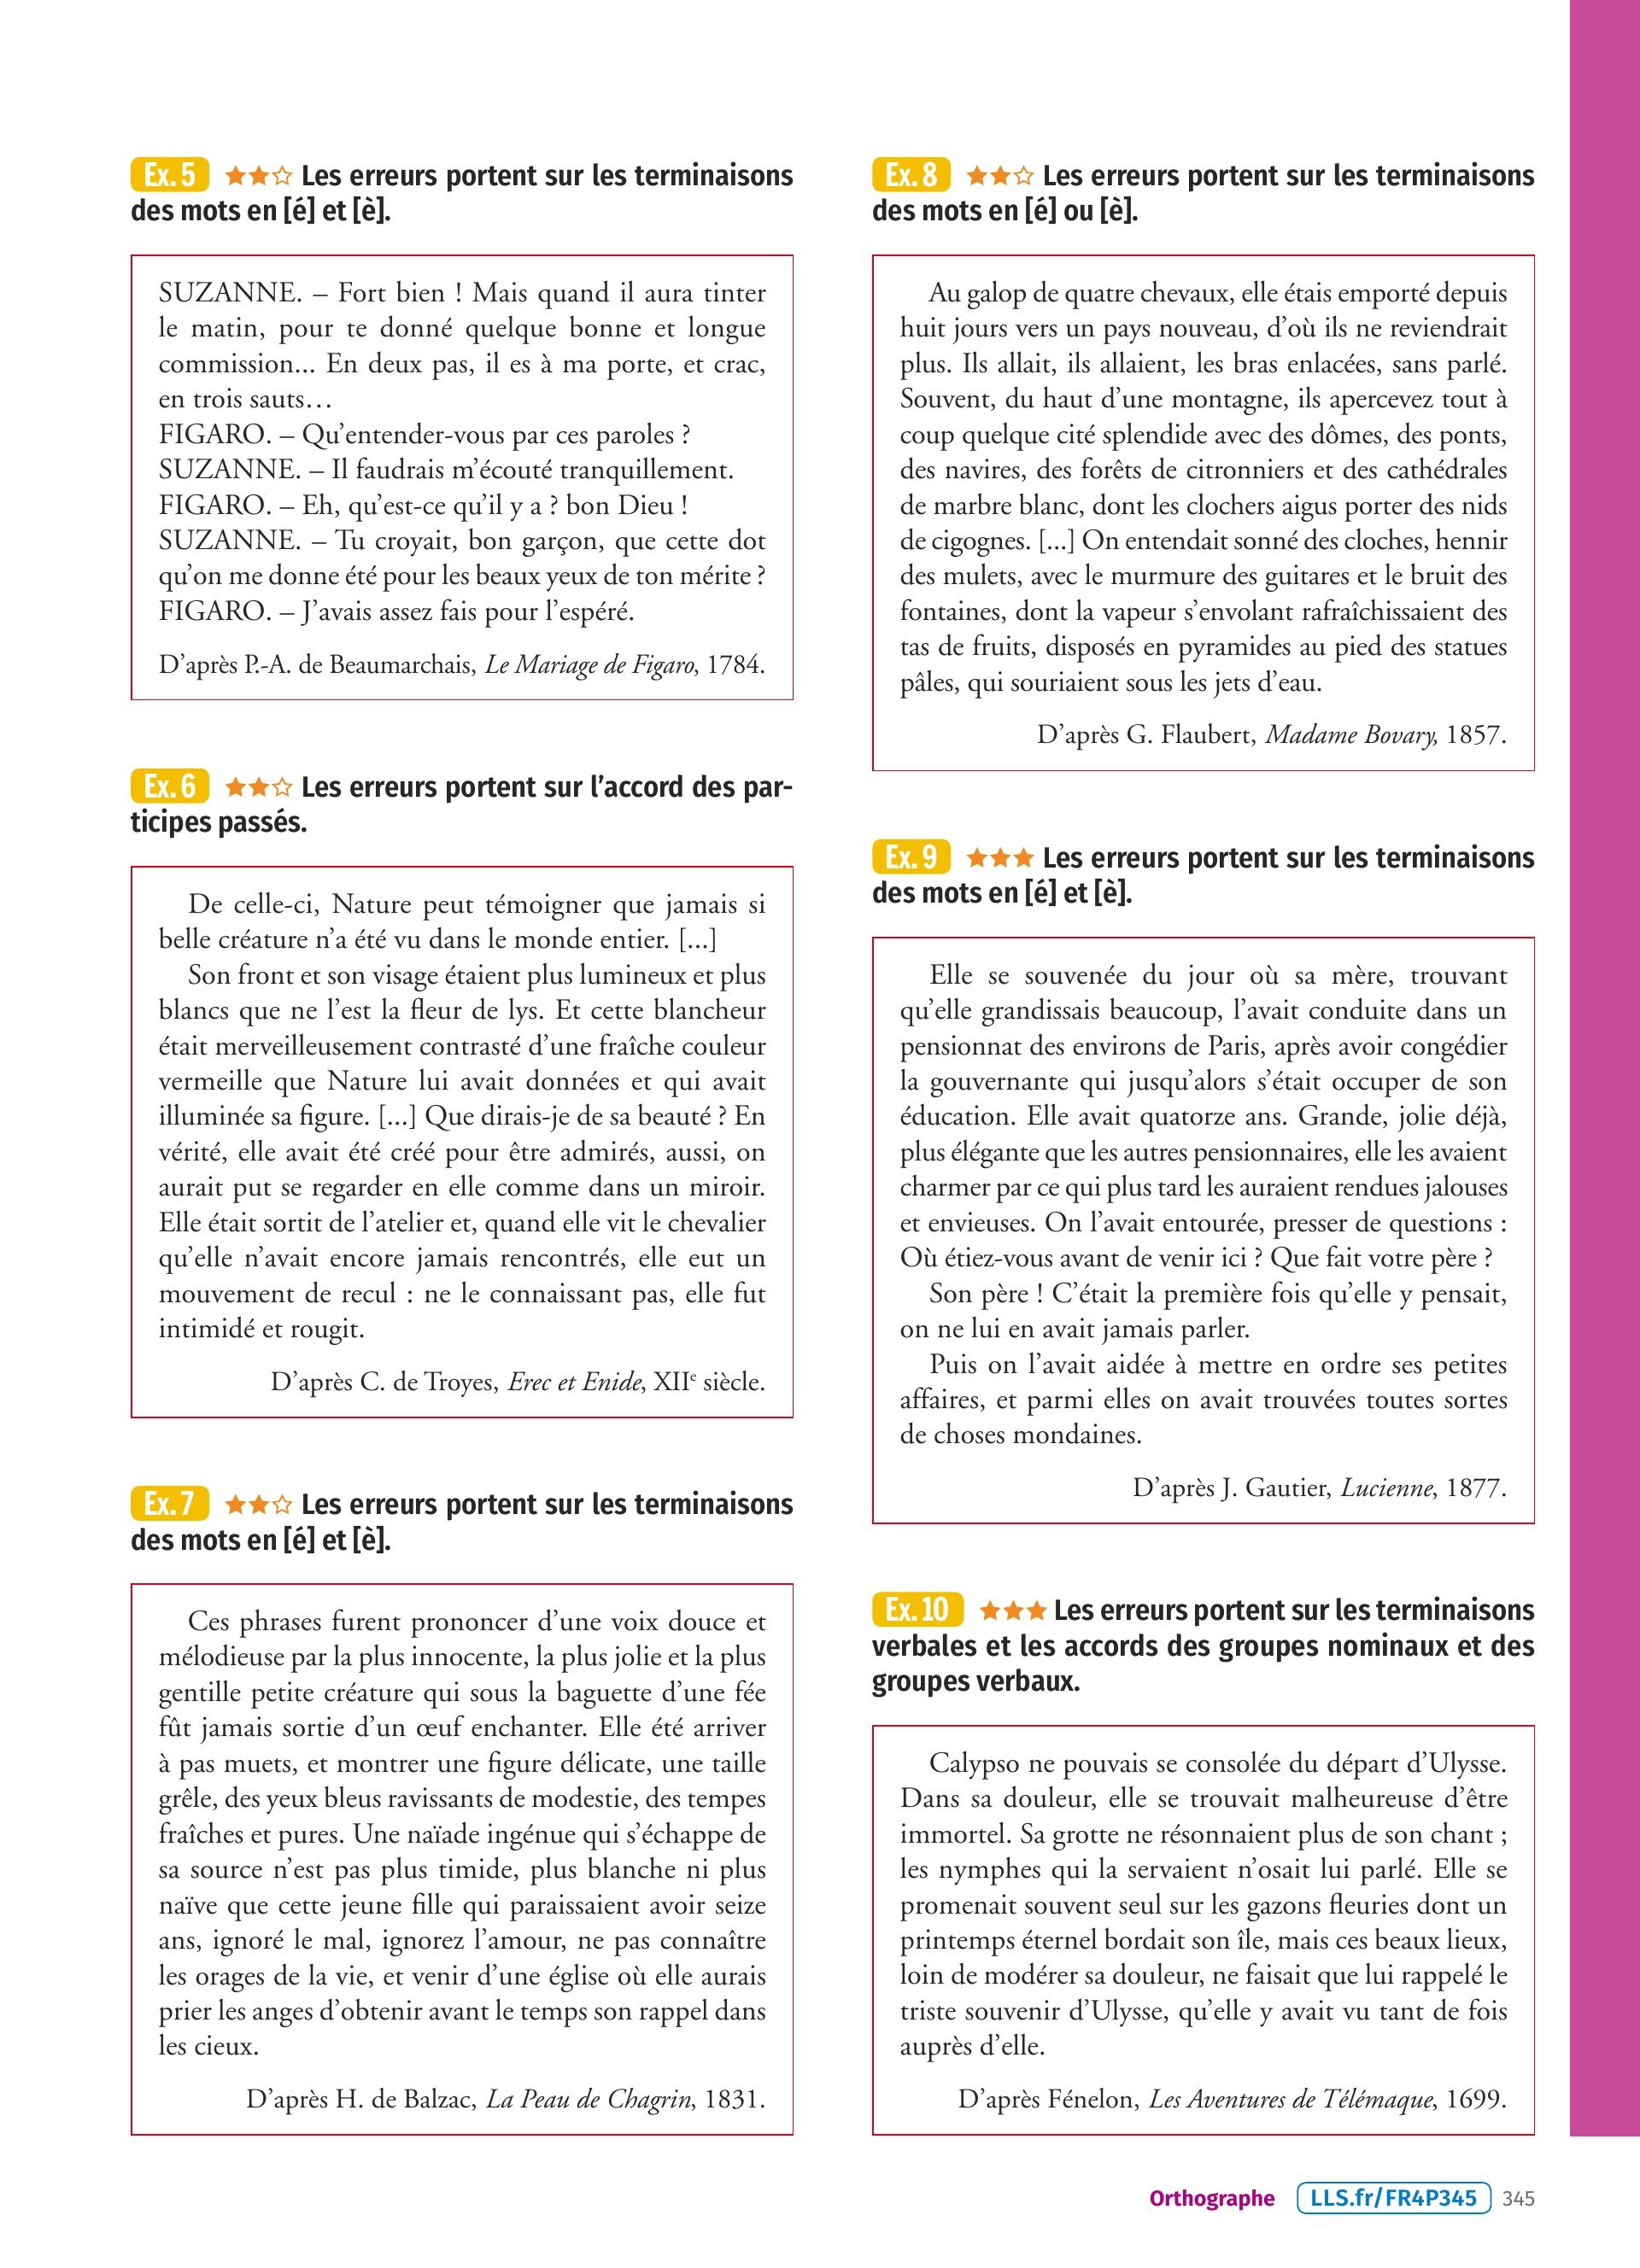 Ex. 5 ★★☆ Les erreurs portent sur les terminaisons
des mots en [é] et [è].
SUZANNE. – Fort bien ! Mais quand il aura tinter
le matin, pour te donné quelque bonne et longue
commission... En deux pas, il es à ma porte, et crac,
en trois sauts…
FIGARO. – Qu’entender-vous par ces paroles ?
SUZANNE. – Il faudrais m’écouté tranquillement.
FIGARO. – Eh, qu’est-ce qu’il y a ? bon Dieu !
SUZANNE. – Tu croyait, bon garçon, que cette dot
qu’on me donne été pour les beaux yeux de ton mérite ?
FIGARO. – J’avais assez fais pour l’espéré.
D’après P.-A. de Beaumarchais, Le Mariage de Figaro, 1784.
Ex. 6 ★★☆ Les erreurs portent sur l’accord des par-
ticipes passés.
De celle-ci, Nature peut témoigner que jamais si
belle créature n’a été vu dans le monde entier. [...]
Son front et son visage étaient plus lumineux et plus
blancs que ne l’est la fleur de lys. Et cette blancheur
était merveilleusement contrasté d’une fraîche couleur
vermeille que Nature lui avait données et qui avait
illuminée sa figure. [...] Que dirais-je de sa beauté ? En
vérité, elle avait été créé pour être admirés, aussi, on
aurait put se regarder en elle comme dans un miroir.
Elle était sortit de l’atelier et, quand elle vit le chevalier
qu’elle n’avait encore jamais rencontrés, elle eut un
mouvement de recul : ne le connaissant pas, elle fut
intimidé et rougit.
D’après C. de Troyes, Erec et Enide, XIIe siècle.
Ex. 7 ★★☆ Les erreurs portent sur les terminaisons
des mots en [é] et [è].
Ces phrases furent prononcer d’une voix douce et
mélodieuse par la plus innocente, la plus jolie et la plus
gentille petite créature qui sous la baguette d’une fée
fût jamais sortie d’un œuf enchanter. Elle été arriver
à pas muets, et montrer une figure délicate, une taille
grêle, des yeux bleus ravissants de modestie, des tempes
fraîches et pures. Une naïade ingénue qui s’échappe de
sa source n’est pas plus timide, plus blanche ni plus
naïve que cette jeune fille qui paraissaient avoir seize
ans, ignoré le mal, ignorez l’amour, ne pas connaître
les orages de la vie, et venir d’une église où elle aurais
prier les anges d’obtenir avant le temps son rappel dans
les cieux.
D’après H. de Balzac, La Peau de Chagrin, 1831.
Ex. 8 ★★☆ Les erreurs portent sur les terminaisons
des mots en [é] ou [è].
Au galop de quatre chevaux, elle étais emporté depuis
huit jours vers un pays nouveau, d’où ils ne reviendrait
plus. Ils allait, ils allaient, les bras enlacées, sans parlé.
Souvent, du haut d’une montagne, ils apercevez tout à
coup quelque cité splendide avec des dômes, des ponts,
des navires, des forêts de citronniers et des cathédrales
de marbre blanc, dont les clochers aigus porter des nids
de cigognes. [...] On entendait sonné des cloches, hennir
des mulets, avec le murmure des guitares et le bruit des
fontaines, dont la vapeur s’envolant rafraîchissaient des
tas de fruits, disposés en pyramides au pied des statues
pâles, qui souriaient sous les jets d’eau.
D’après G. Flaubert, Madame Bovary, 1857.
Ex. 9 ★★★ Les erreurs portent sur les terminaisons
des mots en [é] et [è].
Elle se souvenée du jour où sa mère, trouvant
qu’elle grandissais beaucoup, l’avait conduite dans un
pensionnat des environs de Paris, après avoir congédier
la gouvernante qui jusqu’alors s’était occuper de son
éducation. Elle avait quatorze ans. Grande, jolie déjà,
plus élégante que les autres pensionnaires, elle les avaient
charmer par ce qui plus tard les auraient rendues jalouses
et envieuses. On l’avait entourée, presser de questions :
Où étiez-vous avant de venir ici ? Que fait votre père ?
Son père ! C’était la première fois qu’elle y pensait,
on ne lui en avait jamais parler.
Puis on l’avait aidée à mettre en ordre ses petites
affaires, et parmi elles on avait trouvées toutes sortes
de choses mondaines.
D’après J. Gautier, Lucienne, 1877.
Ex. 10 ★★★ Les erreurs portent sur les terminaisons
verbales et les accords des groupes nominaux et des
groupes verbaux.
Calypso ne pouvais se consolée du départ d’Ulysse.
Dans sa douleur, elle se trouvait malheureuse d’être
immortel. Sa grotte ne résonnaient plus de son chant ;
les nymphes qui la servaient n’osait lui parlé. Elle se
promenait souvent seul sur les gazons fleuries dont un
printemps éternel bordait son île, mais ces beaux lieux,
loin de modérer sa douleur, ne faisait que lui rappelé le
triste souvenir d’Ulysse, qu’elle y avait vu tant de fois
auprès d’elle.
D’après Fénelon, Les Aventures de Télémaque, 1699.
Orthographe LLS.fr/FR4P345 345